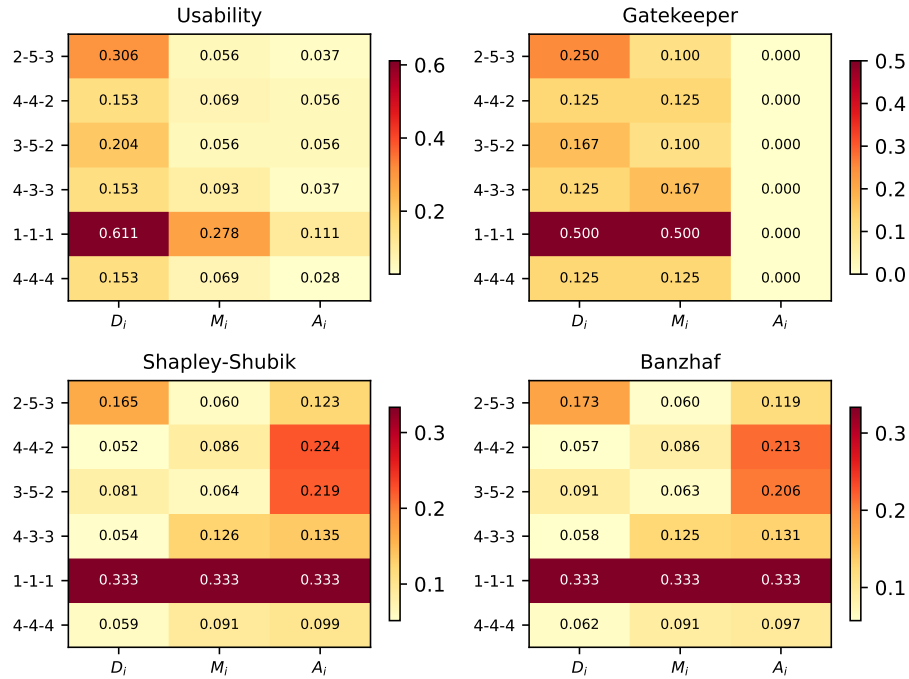 Usability
Gatekeeper
2-5-3 0.306 0.056 0.037
4-4-2 0.153 0.069 0.056
3-5-2 0.204 0.056 0.056
4-3-3 0.153 0.093 0.037
1-1-1 0.611 0.278 0.111
4-4-4 0.153 0.069 0.028
D_i M_i A_i
0.6
0.4
0.2
2-5-3 0.250 0.100 0.000
4-4-2 0.125 0.125 0.000
3-5-2 0.167 0.100 0.000
4-3-3 0.125 0.167 0.000
1-1-1 0.500 0.500 0.000
4-4-4 0.125 0.125 0.000
D_i M_i A_i
0.5
0.4
0.3
0.2
0.1
0.0
Shapley-Shubik
Banzhaf
2-5-3 0.165 0.060 0.123
4-4-2 0.052 0.086 0.224
3-5-2 0.081 0.064 0.219
4-3-3 0.054 0.126 0.135
1-1-1 0.333 0.333 0.333
4-4-4 0.059 0.091 0.099
D_i M_i A_i
0.3
0.2
0.1
2-5-3 0.173 0.060 0.119
4-4-2 0.057 0.086 0.213
3-5-2 0.091 0.063 0.206
4-3-3 0.058 0.125 0.131
1-1-1 0.333 0.333 0.333
4-4-4 0.062 0.091 0.097
D_i M_i A_i
0.3
0.2
0.1